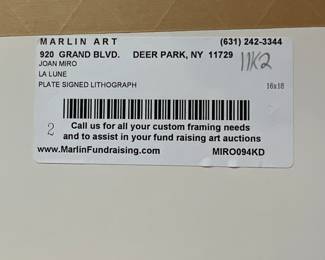 MARLIN ART (631) 242-3344
920 GRAND BLVD. DEER PARK, NY 11729
JOAN MIRO 11K2
LA LUNE
PLATE SIGNED LITHOGRAPH 16x16
2
Call us for all your custom framing needs
and to assist in your fund raising art auctions
www.MarlinFundraising.com MIRO094KD